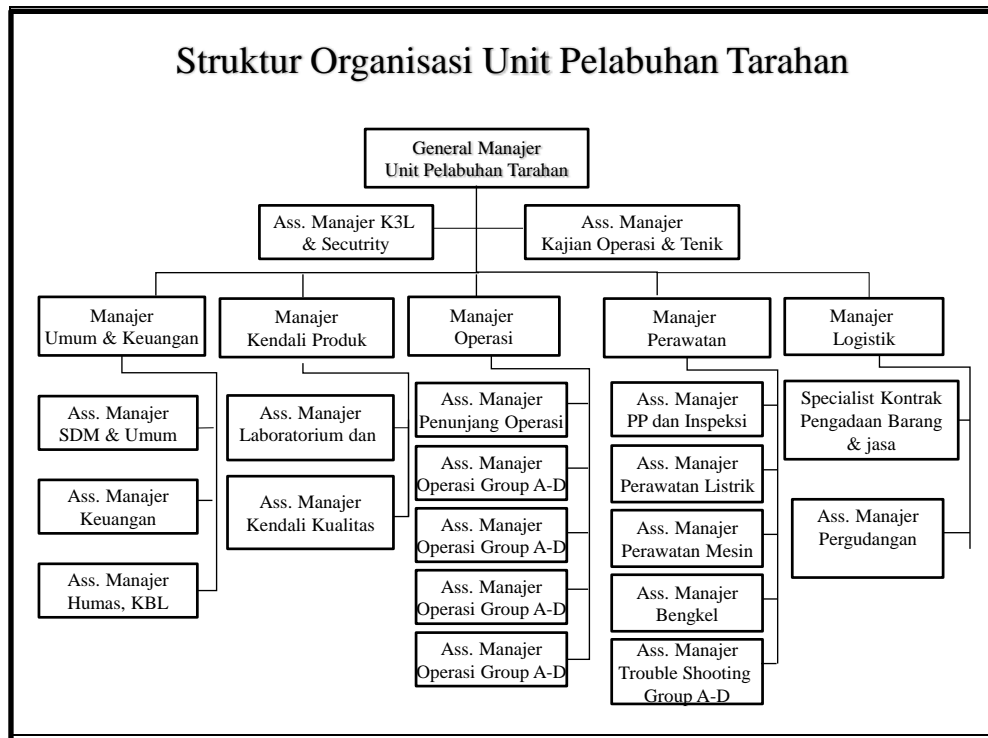 Struktur Organisasi Unit Pelabuhan Tarahan
General Manajer
Unit Pelabuhan Tarahan
Ass. Manajer K3L
& Secutrity
Ass. Manajer
Kajian Operasi & Tenik
Manajer
Umum & Keuangan
Manajer
Kendali Produk
Manajer
Operasi
Manajer
Perawatan
Manajer
Logistik
Ass. Manajer
SDM & Umum
Ass. Manajer
Keuangan
Ass. Manajer
Humas, KBL
Ass. Manajer
Laboratorium dan
Ass. Manajer
Kendali Kualitas
Ass. Manajer
Penunjang Operasi
Ass. Manajer
Operasi Group A-D
Ass. Manajer
Operasi Group A-D
Ass. Manajer
Operasi Group A-D
Ass. Manajer
Operasi Group A-D
Ass. Manajer
PP dan Inspeksi
Ass. Manajer
Perawatan Listrik
Ass. Manajer
Perawatan Mesin
Ass. Manajer
Bengkel
Ass. Manajer
Trouble Shooting
Group A-D
Specialist Kontrak
Pengadaan Barang
& jasa
Ass. Manajer
Pergudangan